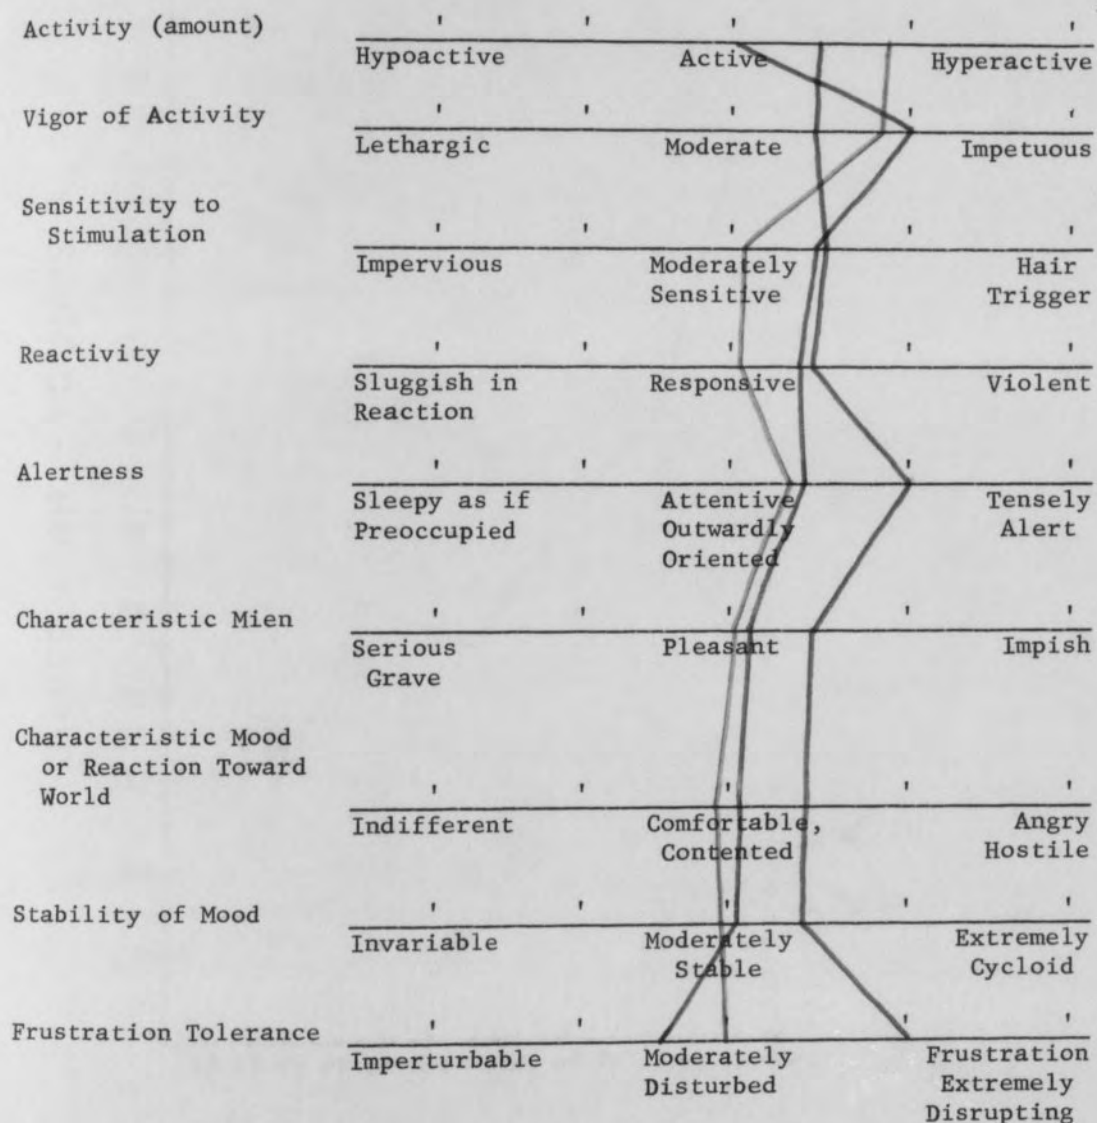 Activity (amount)
Hypoactive Active Hyperactive
Vigor of Activity
Lethargic Moderate Impetuous
Sensitivity to
Stimulation
Impervious Moderately Hair
Sensitive Trigger
Reactivity
Sluggish in Responsive Violent
Reaction
Alertness
Sleepy as if Attentive Tensely
Preoccupied Outwardly Alert
Oriented
Characteristic Mien
Serious Pleasant Impish
Grave
Characteristic Mood
or Reaction Toward
World
Indifferent Comfortable, Angry
Contented Hostile
Stability of Mood
Invariable Moderately Extremely
Stable Cycloid
Frustration Tolerance
Imperturbable Moderately Frustration
Disturbed Extremely
Disrupting